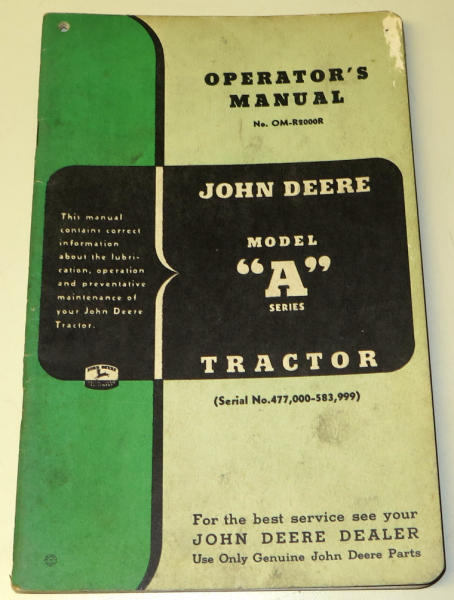 OPERATOR'S
MANUAL
No. OM-R2000R
JOHN DEERE
MODEL
"A"
SERIES
TRACTOR
(Serial No.477,000-583,999)
This manual
contains correct
information
about the lubri-
cation, operation
and preventative
maintenance of
your John Deere
Tractor.
JOHN DEERE
For the best service see your
JOHN DEERE DEALER
Use Only Genuine John Deere Parts